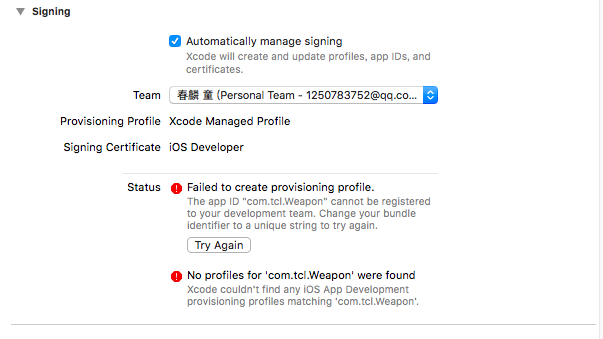 Signing
Automatically manage signing
Xcode will create and update profiles, app IDs, and
certificates.
Team 春麟 童 (Personal Team - 1250783752@qq.co...
Provisioning Profile Xcode Managed Profile
Signing Certificate iOS Developer
Status Failed to create provisioning profile.
The app ID "com.tcl.Weapon" cannot be registered
to your development team. Change your bundle
identifier to a unique string to try again.
Try Again
No profiles for 'com.tcl.Weapon' were found
Xcode couldn't find any iOS App Development
provisioning profiles matching 'com.tcl.Weapon'.